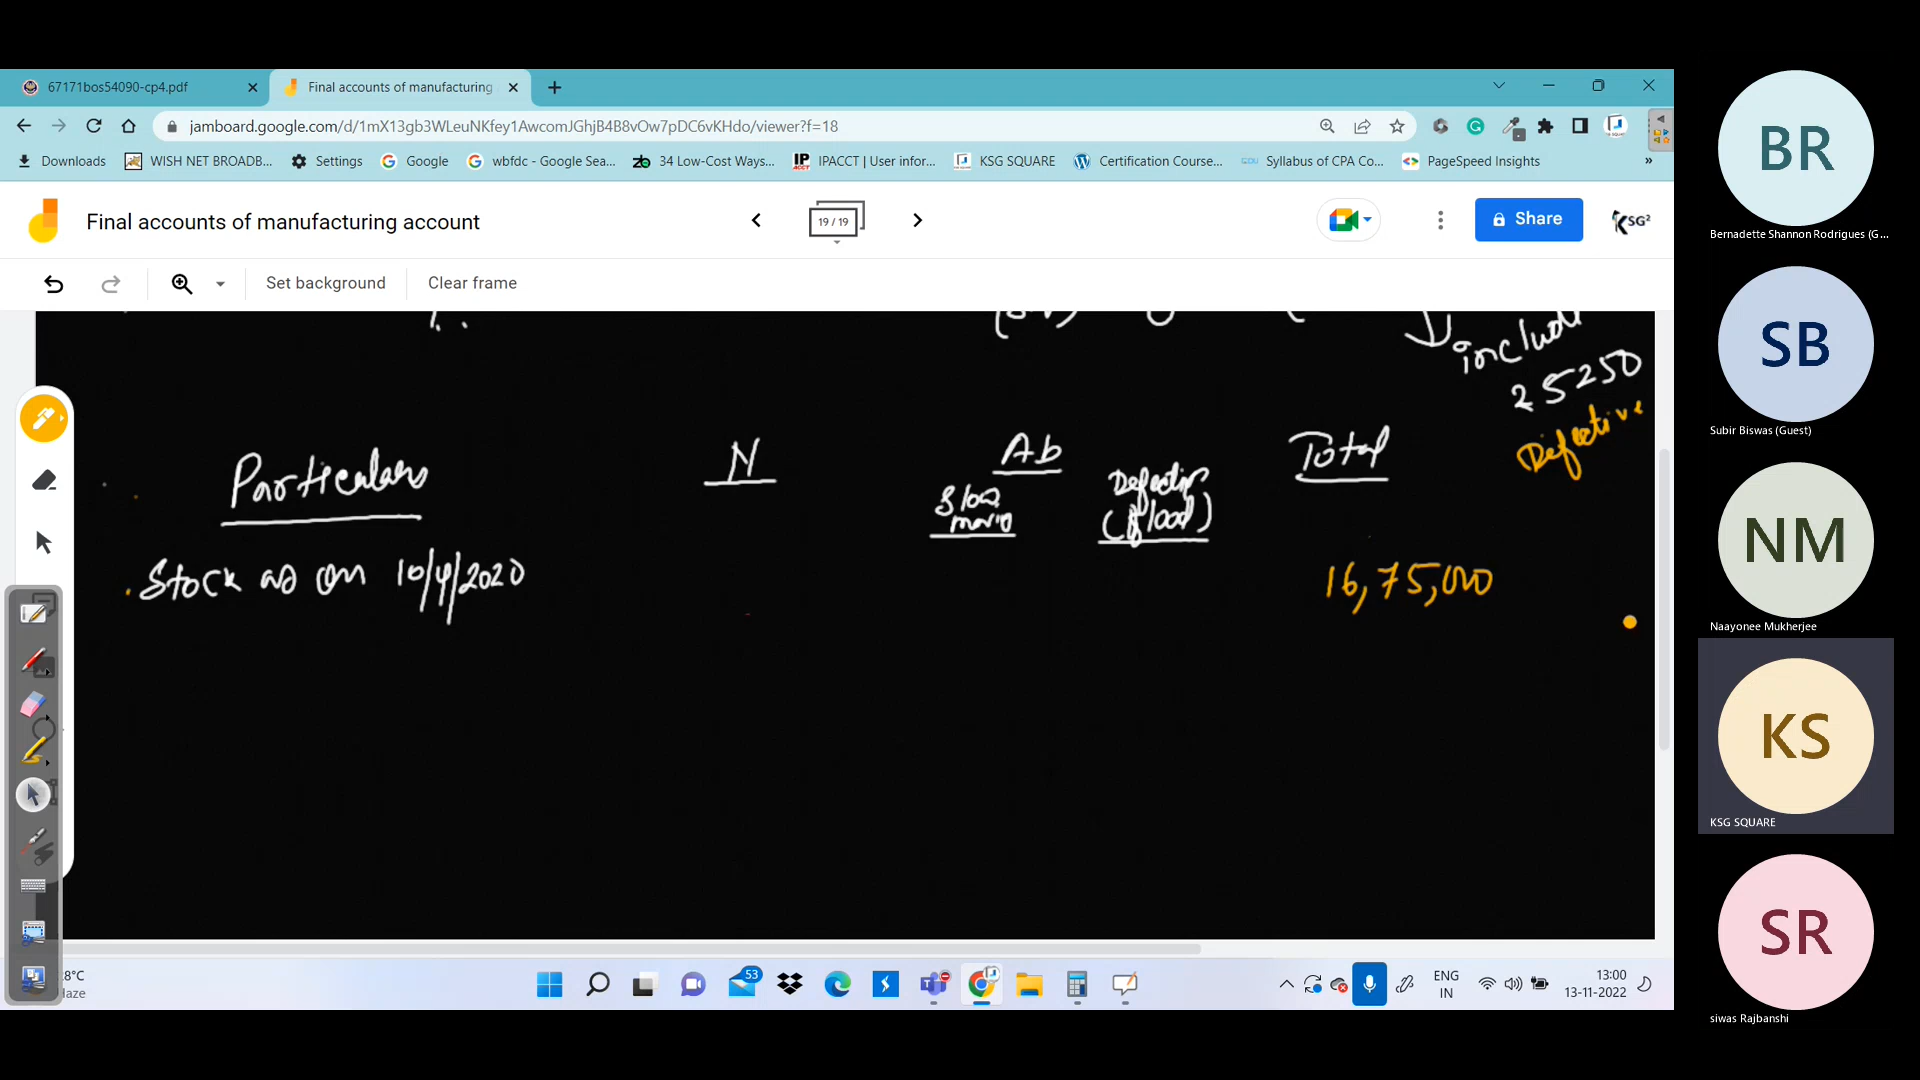 67171bos54090-cp4.pdf
Final accounts of manufacturing
jamboard.google.com/d/1mX13gb3WLeuNKfey1AwcomJGhjB4B8vOw7pDC6vKHdo/viewer?f=18
Downloads
WISH NET BROADB...
Settings
Google
wbfdc - Google Sea...
34 Low-Cost Ways...
IPACCT | User infor...
KSG SQUARE
Certification Course...
Syllabus of CPA Co...
PageSpeed Insights
»
Final accounts of manufacturing account
19 / 19
Share
KSG²
Set background
Clear frame
include
25250
Defective
Particulars
N
Ab
Total
Slow
Defective
(flood)
Stock as on 10/4/2020
16,75,000
53
ENG
IN
13:00
13-11-2022
BR
Bernadette Shannon Rodrigues (G...
SB
Subir Biswas (Guest)
NM
Naayonee Mukherjee
KS
KSG SQUARE
SR
siwas Rajbanshi